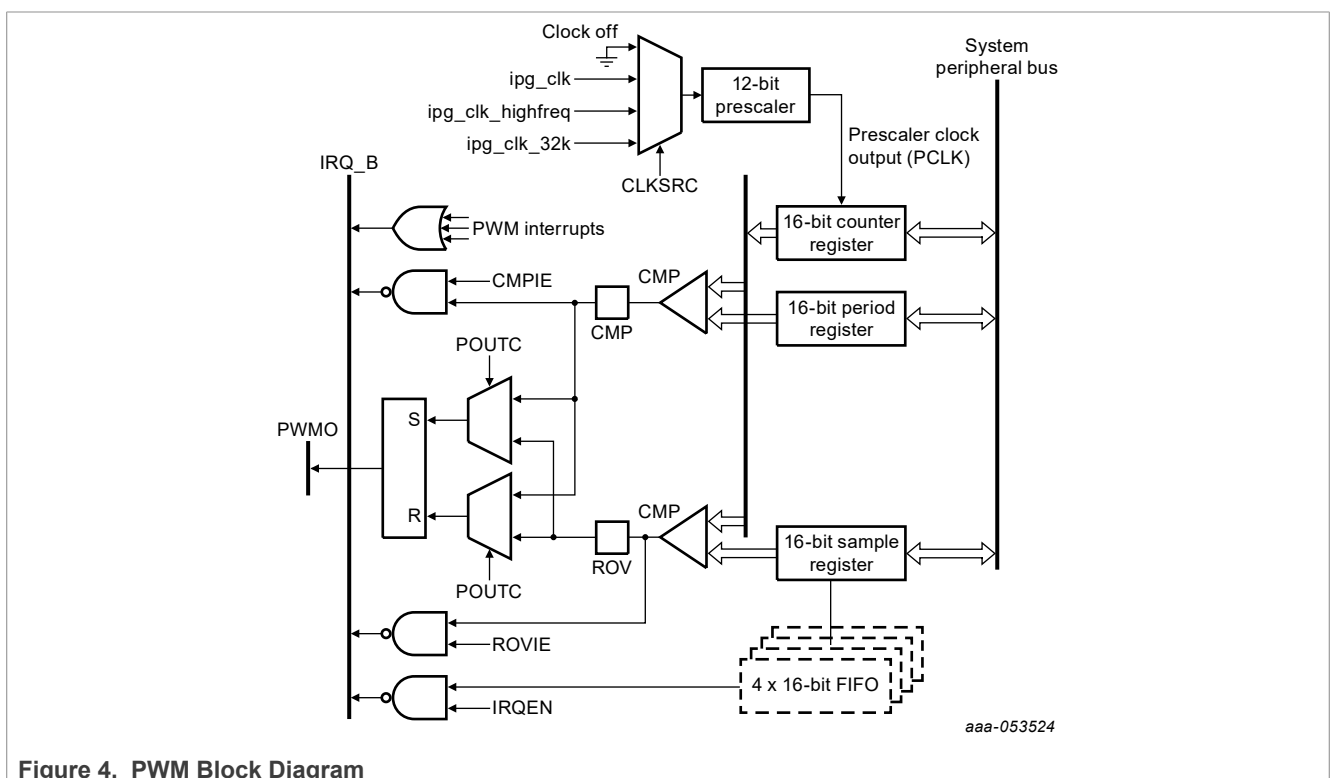 Clock off
ipg_clk
ipg_clk_highfreq
ipg_clk_32k
CLKSRC
12-bit
prescaler
System
peripheral bus
Prescaler clock
output (PCLK)
IRQ_B
PWM interrupts
16-bit counter
register
CMPIE
CMP
CMP
16-bit period
register
POUTC
S
PWMO
R
CMP
ROV
16-bit sample
register
POUTC
ROVIE
4 x 16-bit FIFO
IRQEN
aaa-053524
Figure 4. PWM Block Diagram